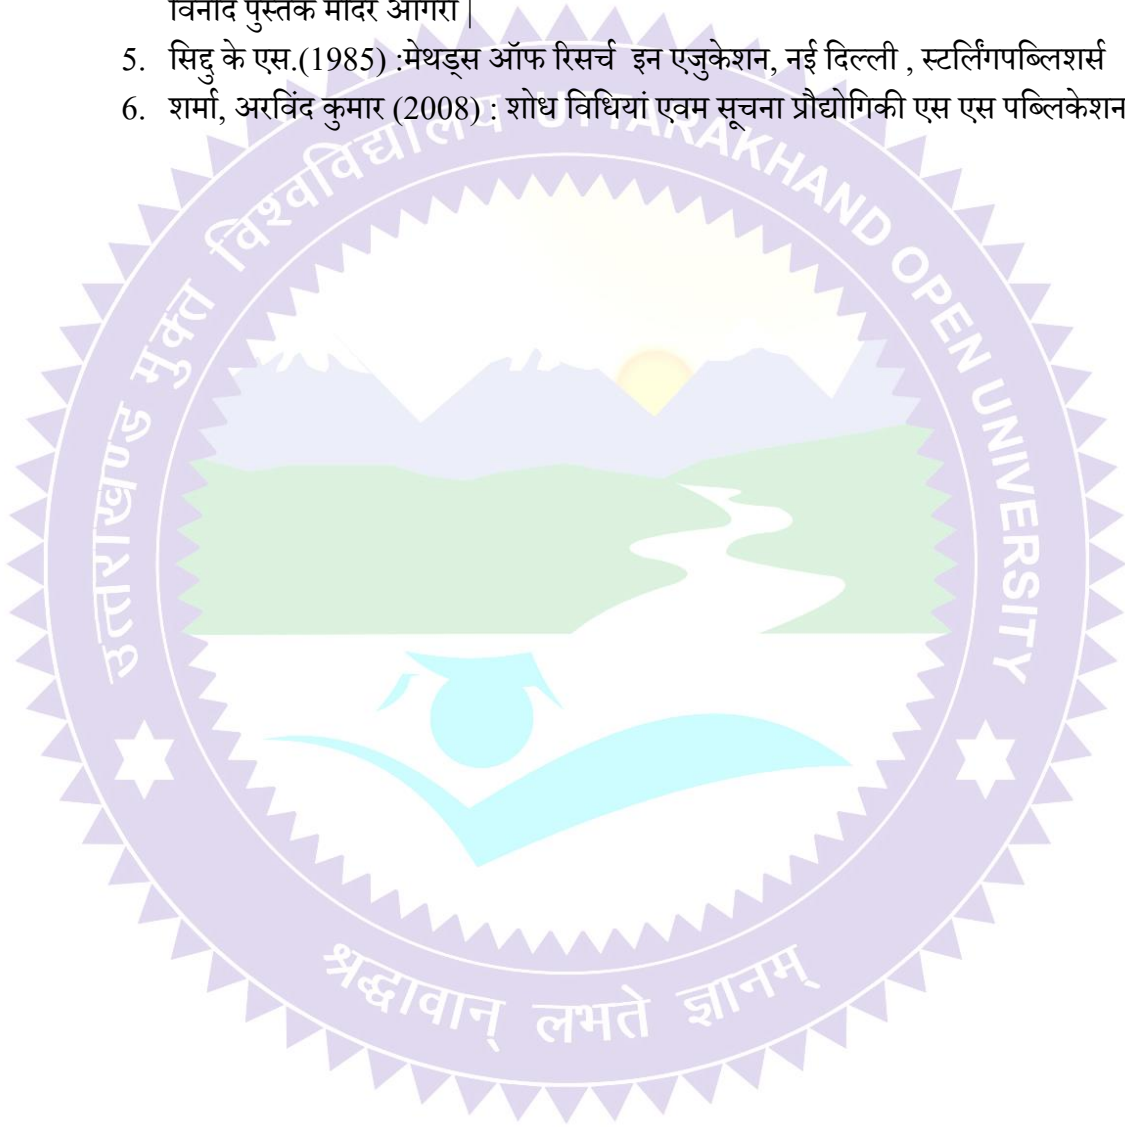 विनोद पुस्तक मंदिर आगरा |
5. सिद्दु के एस.(1985) :मेथड्स ऑफ रिसर्च इन एजुकेशन, नई दिल्ली , स्टर्लिंगपब्लिशर्स
6. शर्मा, अरविंद कुमार (2008) : शोध विधियां एवम सूचना प्रौद्योगिकी एस एस पब्लिकेशन
उत्तराखण्ड मुक्त विश्वविद्यालय
UTTARAKHAND OPEN UNIVERSITY
श्रद्धावान् लभते ज्ञानम्